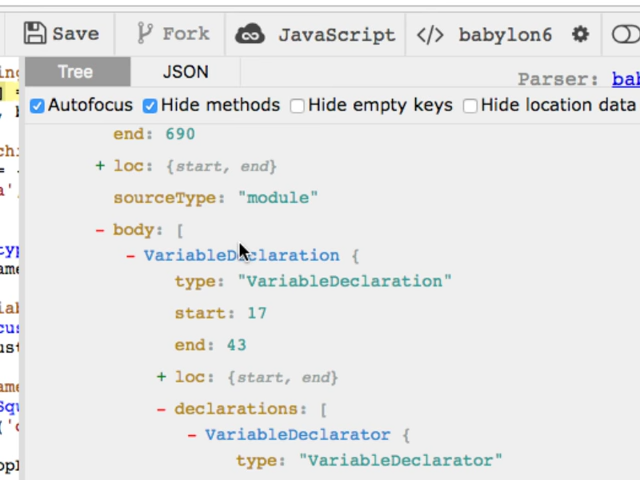 Save Fork JavaScript </> babylon6
Tree JSON Parser:
Autofocus Hide methods Hide empty keys Hide location data
end: 690
+ loc: {start, end}
sourceType: "module"
- body: [
- VariableDeclaration {
type: "VariableDeclaration"
start: 17
end: 43
+ loc: {start, end}
- declarations: [
- VariableDeclarator {
type: "VariableDeclarator"